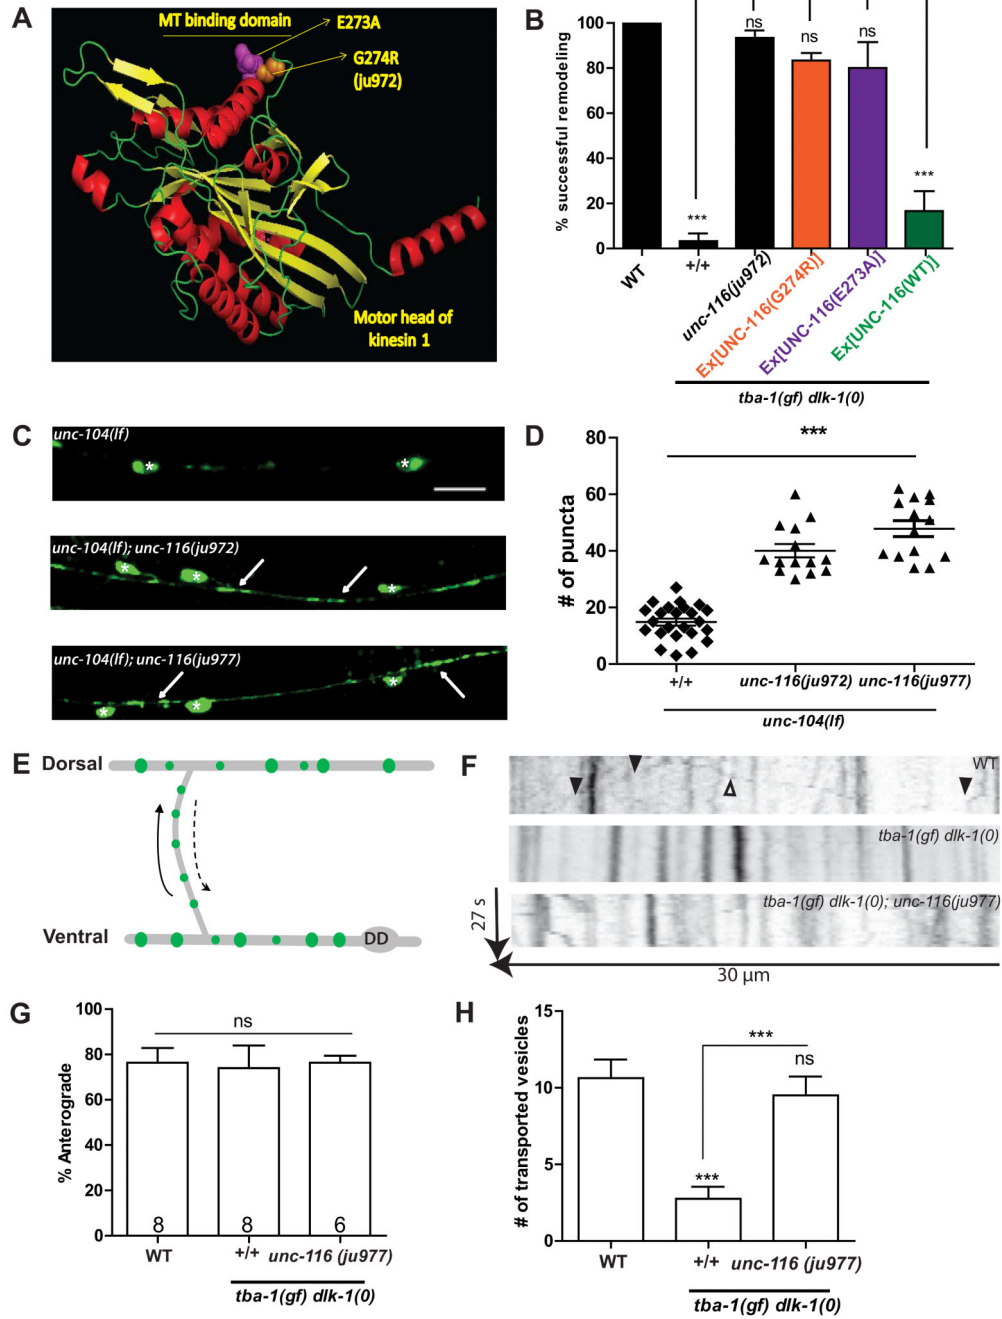 A
MT binding domain
E273A
G274R
(ju972)
Motor head of
kinesin 1
B
% successful remodeling
100
80
60
40
20
0
***
ns
ns
ns
***
WT
+/+
unc-116(ju972)
Ex[UNC-116(G274R)]
Ex[UNC-116(E273A)]
Ex[UNC-116(WT)]
tba-1(gf) dlk-1(0)
C
unc-104(lf)
* *
unc-104(lf); unc-116(ju972)
* * *
unc-104(lf); unc-116(ju977)
* * *
D
# of puncta
80
60
40
20
0
***
+/+
unc-116(ju972)
unc-116(ju977)
unc-104(lf)
E
Dorsal
Ventral
DD
F
WT
tba-1(gf) dlk-1(0)
tba-1(gf) dlk-1(0); unc-116(ju977)
27 s
30 µm
G
% Anterograde
100
80
60
40
20
0
ns
8
8
6
WT
+/+
unc-116 (ju977)
tba-1(gf) dlk-1(0)
H
# of transported vesicles
15
10
5
0
***
ns
***
WT
+/+
unc-116 (ju977)
tba-1(gf) dlk-1(0)